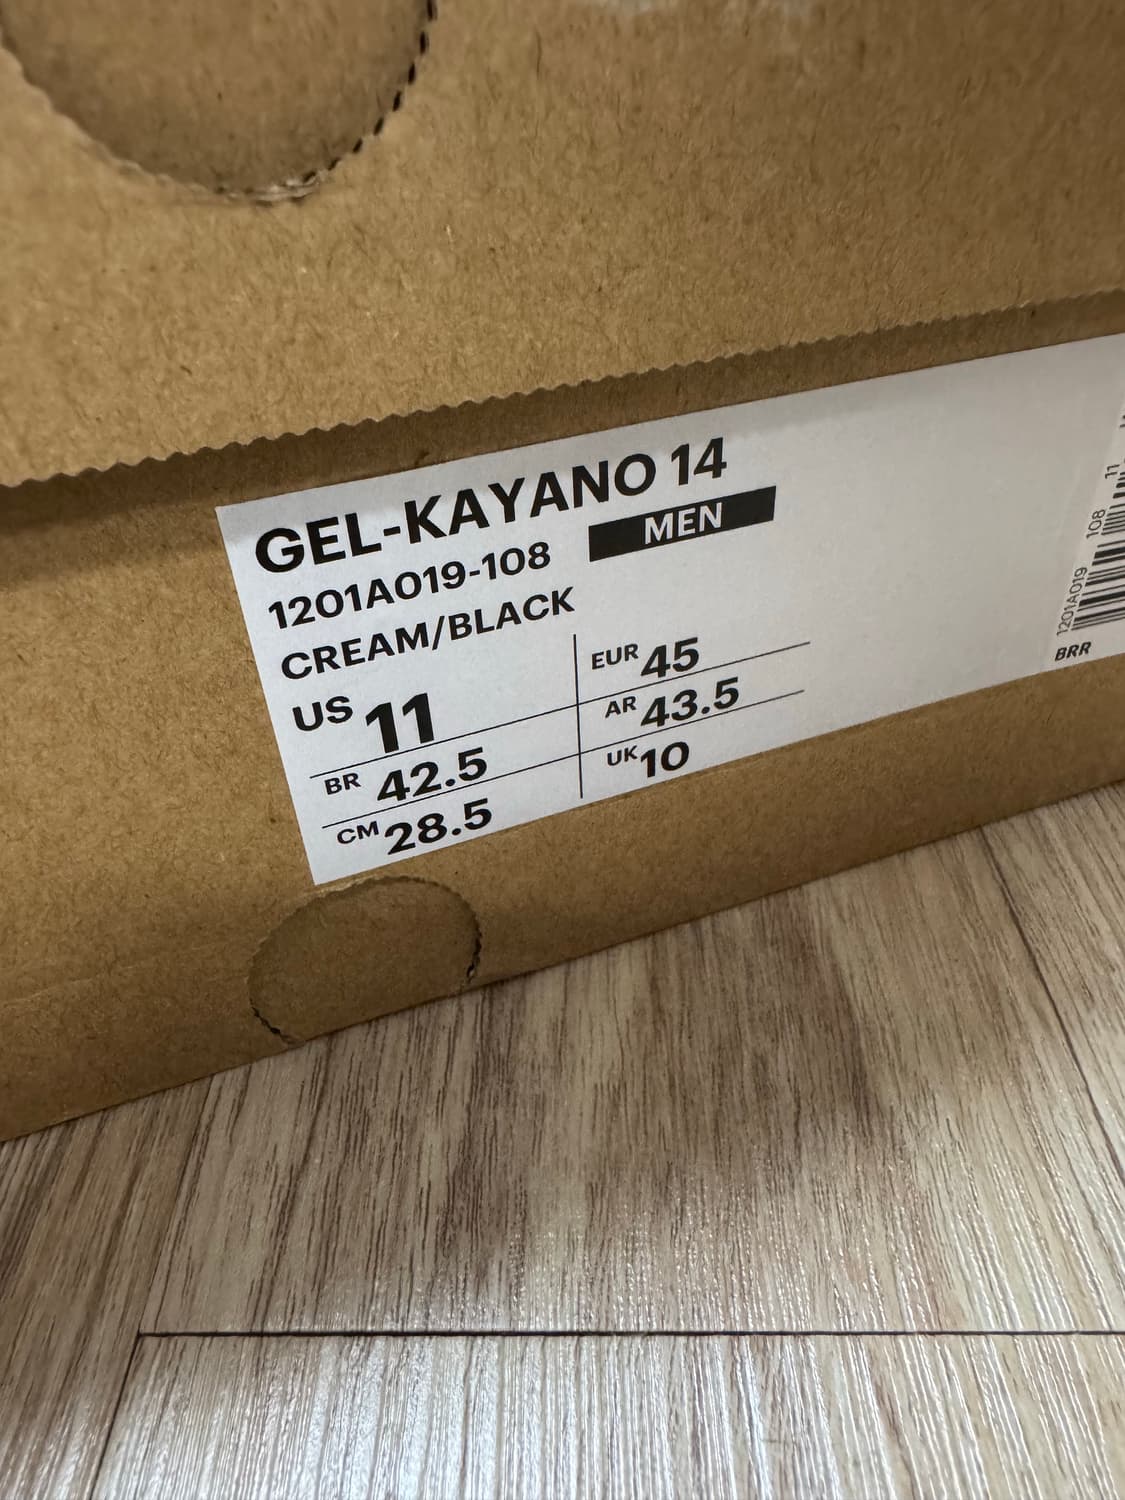 GEL-KAYANO 14
1201A019-108
MEN
CREAM/BLACK
US 11
EUR 45
BR 42.5
AR 43.5
CM 28.5
UK 10
1201A019 108 11
BRR